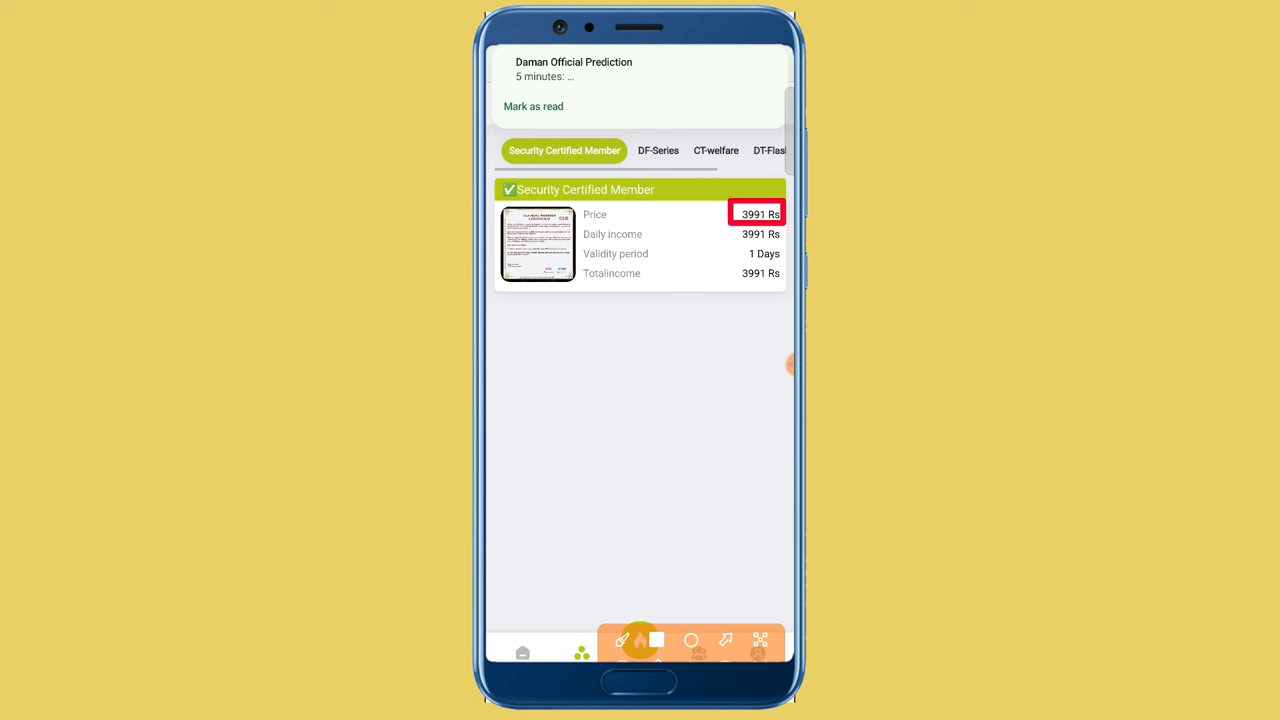 Daman Official Prediction
5 minutes: ...
Mark as read
Security Certified Member DF-Series CT-welfare DT-Flas
✅Security Certified Member
Price 3991 Rs
Daily income 3991 Rs
Validity period 1 Days
Totalincome 3991 Rs